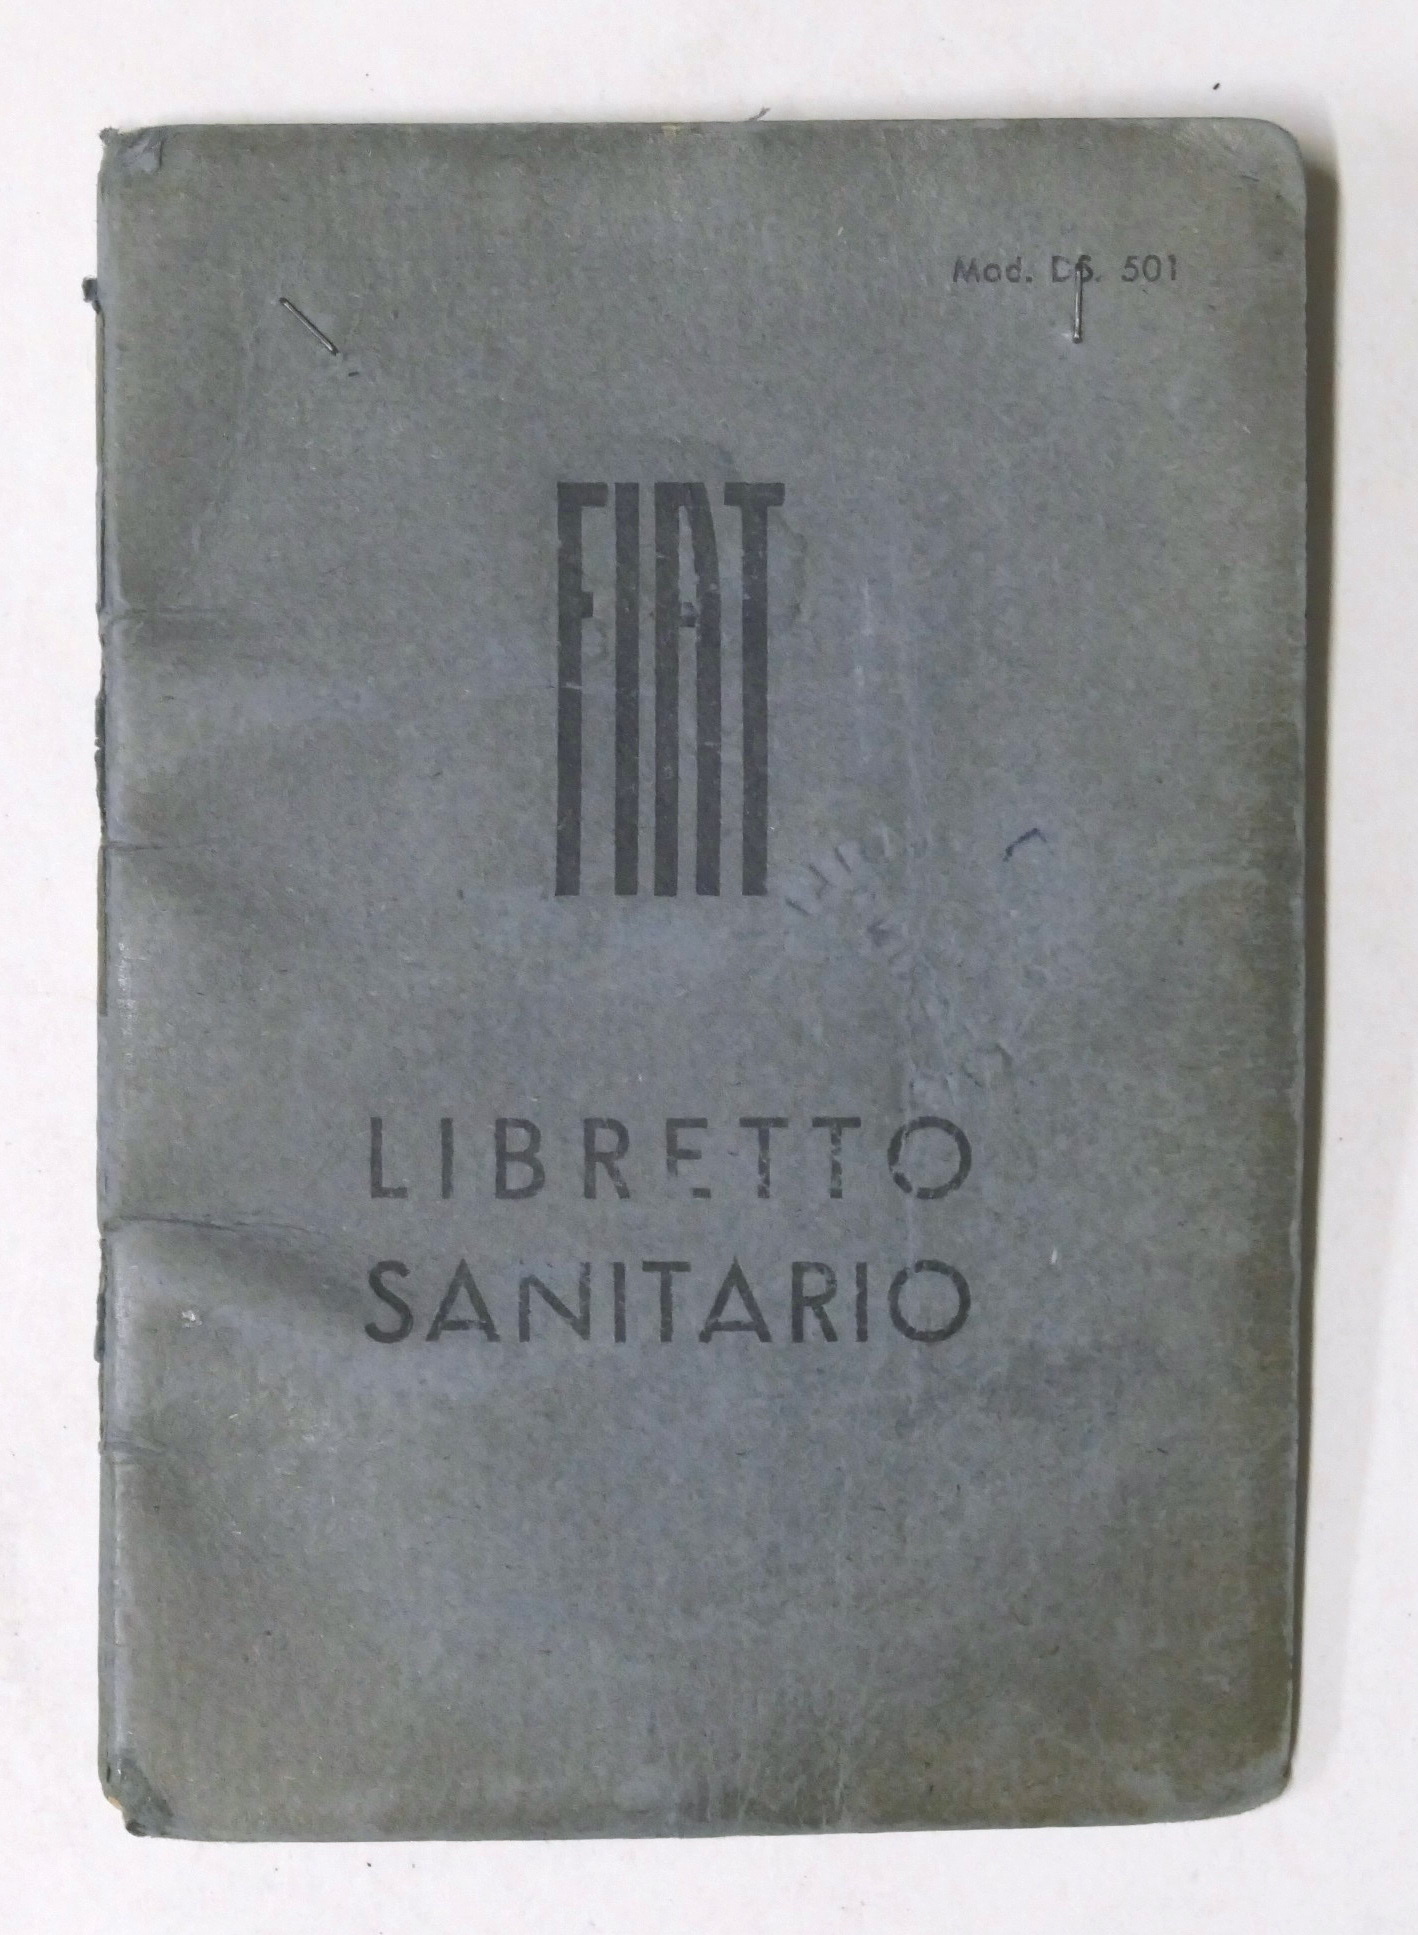 Mod. DS. 501
FIAT
LIBRETTO
SANITARIO